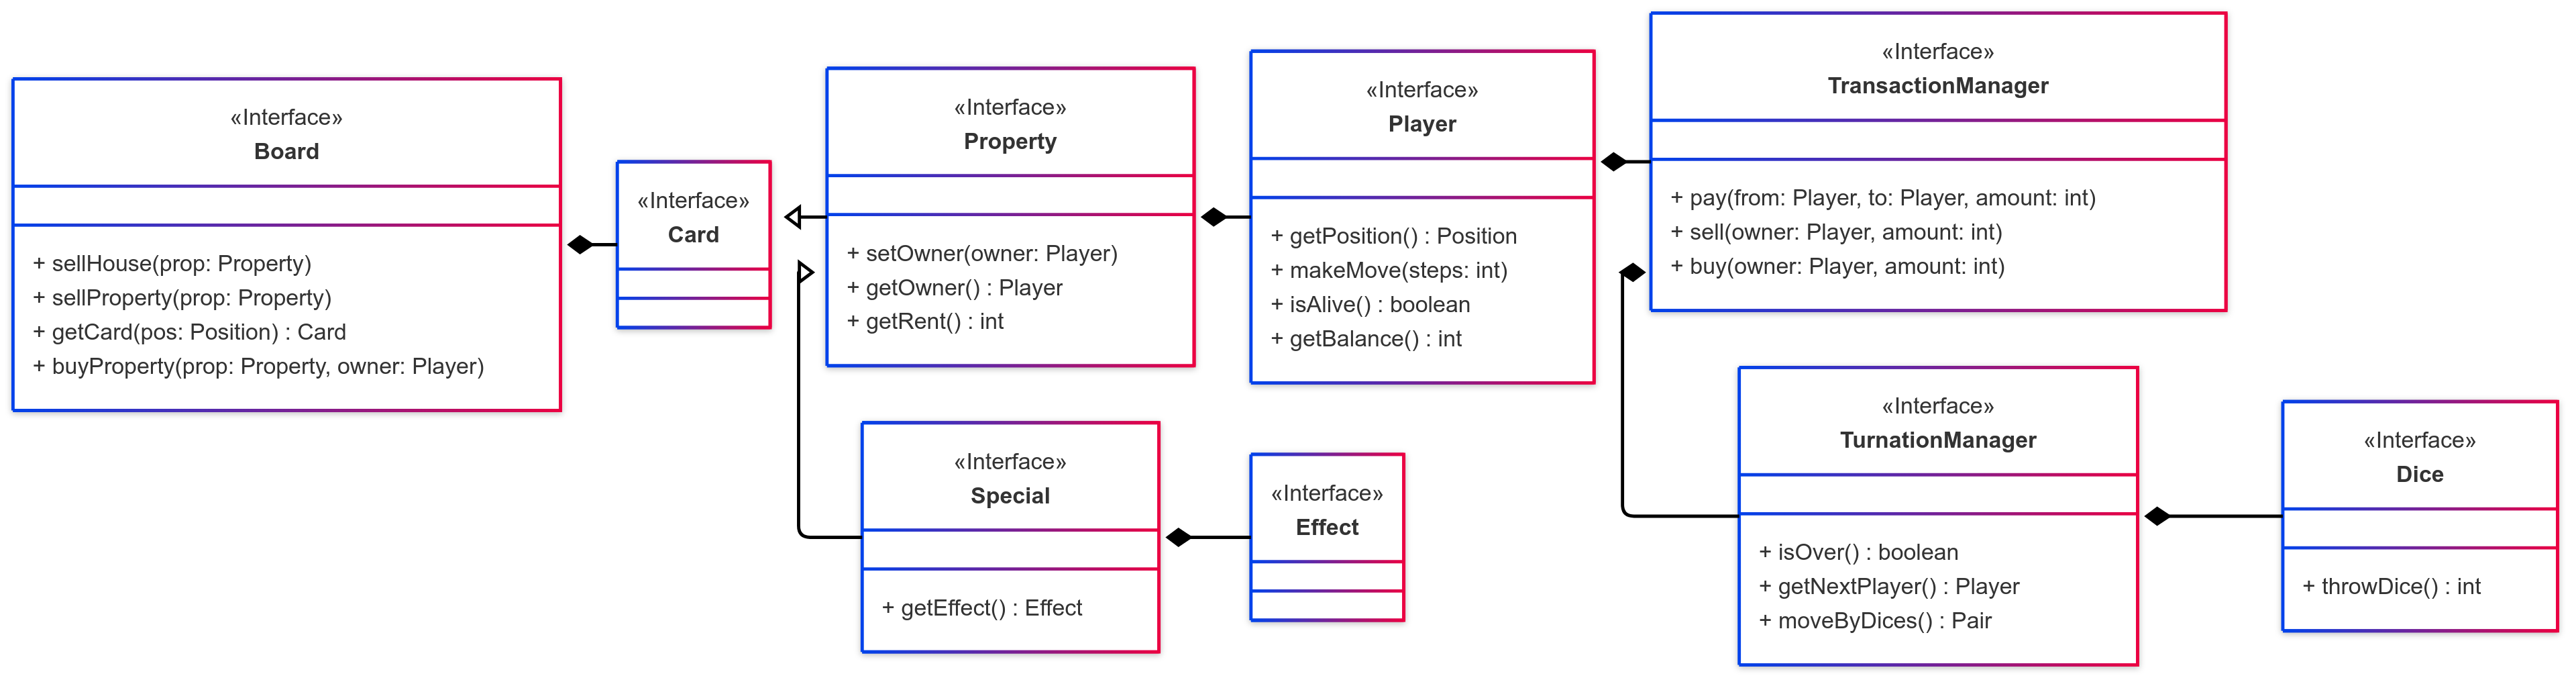 «Interface»
Board
+ sellHouse(prop: Property)
+ sellProperty(prop: Property)
+ getCard(pos: Position) : Card
+ buyProperty(prop: Property, owner: Player)
«Interface»
Card
«Interface»
Property
+ setOwner(owner: Player)
+ getOwner() : Player
+ getRent() : int
«Interface»
Special
+ getEffect() : Effect
«Interface»
Player
+ getPosition() : Position
+ makeMove(steps: int)
+ isAlive() : boolean
+ getBalance() : int
«Interface»
Effect
«Interface»
TransactionManager
+ pay(from: Player, to: Player, amount: int)
+ sell(owner: Player, amount: int)
+ buy(owner: Player, amount: int)
«Interface»
TurnationManager
+ isOver() : boolean
+ getNextPlayer() : Player
+ moveByDices() : Pair
«Interface»
Dice
+ throwDice() : int